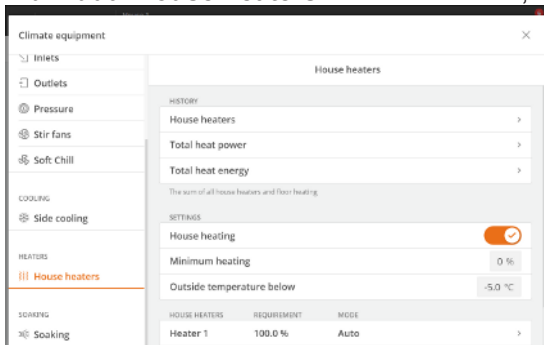 Climate equipment
Inlets
Outlets
Pressure
Stir fans
Soft Chill
COOLING
Side cooling
HEATERS
House heaters
SOAKING
Soaking
House heaters
HISTORY
House heaters
Total heat power
Total heat energy
The sum of all house heaters and floor heating
SETTINGS
House heating
Minimum heating 0 %
Outside temperature below -5.0 °C
HOUSE HEATERS REQUIREMENT MODE
Heater 1 100.0 % Auto